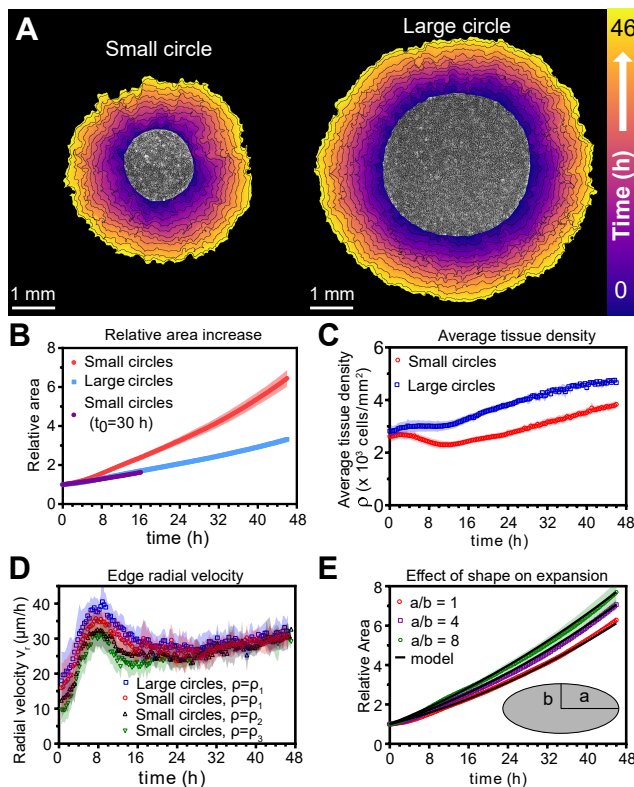 A
Small circle
Large circle
1 mm
1 mm
46
Time (h)
0
B
Relative area increase
Small circles
Large circles
Small circles
(t0=30 h)
Relative area
8
6
4
2
0
0 8 16 24 32 40 48
time (h)
C
Average tissue density
Small circles
Large circles
Average tissue density
ρ (x 10³ cells/mm²)
6
4
2
0
0 8 16 24 32 40 48
time (h)
D
Edge radial velocity
Radial velocity vr (µm/h)
40
30
20
10
0
Large circles, ρ=ρ1
Small circles, ρ=ρ1
Small circles, ρ=ρ2
Small circles, ρ=ρ3
0 8 16 24 32 40 48
time (h)
E
Effect of shape on expansion
a/b = 1
a/b = 4
a/b = 8
model
b
a
Relative Area
8
6
4
2
0
0 8 16 24 32 40 48
time (h)